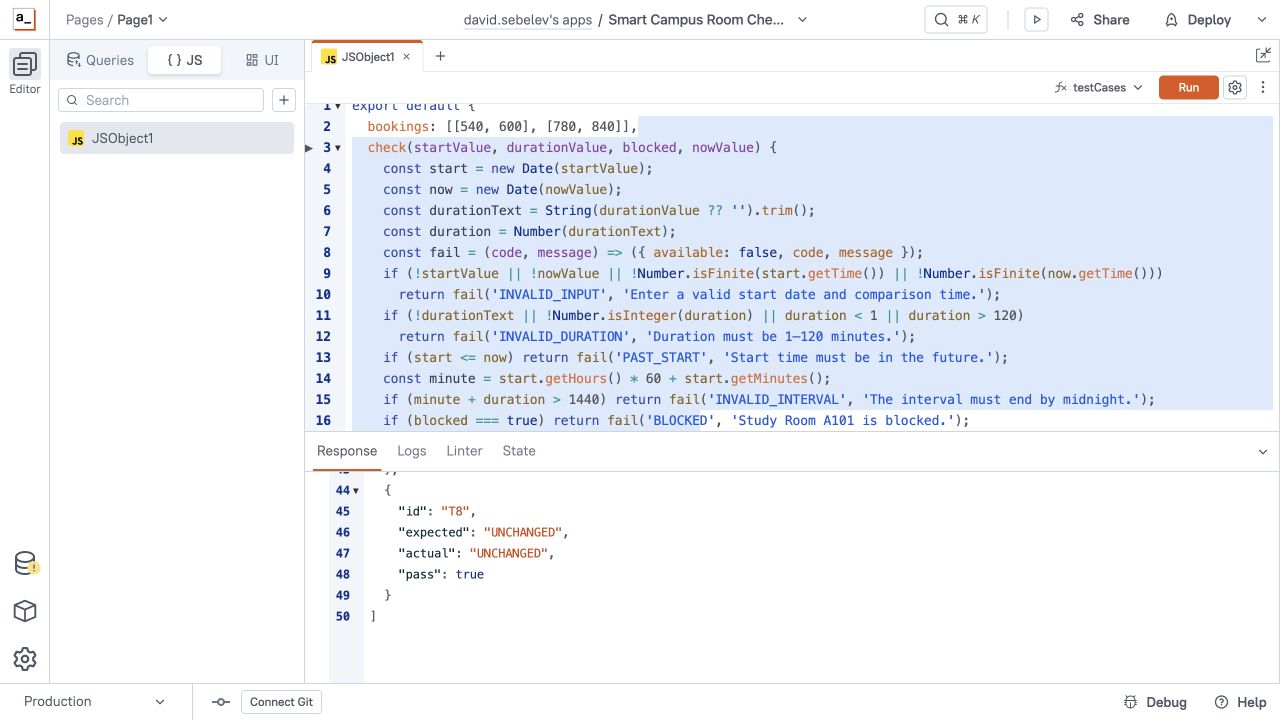 a_
Pages / Page1
david.sebelev's apps / Smart Campus Room Che...
⌘ K
Share
Deploy
Editor
Queries
{ } JS
UI
Search
JS JSObject1
JS JSObject1
testCases
Run
1 export default {
2 bookings: [[540, 600], [780, 840]],
3 check(startValue, durationValue, blocked, nowValue) {
4 const start = new Date(startValue);
5 const now = new Date(nowValue);
6 const durationText = String(durationValue ?? '').trim();
7 const duration = Number(durationText);
8 const fail = (code, message) => ({ available: false, code, message });
9 if (!startValue || !nowValue || !Number.isFinite(start.getTime()) || !Number.isFinite(now.getTime()))
10 return fail('INVALID_INPUT', 'Enter a valid start date and comparison time.');
11 if (!durationText || !Number.isInteger(duration) || duration < 1 || duration > 120)
12 return fail('INVALID_DURATION', 'Duration must be 1–120 minutes.');
13 if (start <= now) return fail('PAST_START', 'Start time must be in the future.');
14 const minute = start.getHours() * 60 + start.getMinutes();
15 if (minute + duration > 1440) return fail('INVALID_INTERVAL', 'The interval must end by midnight.');
16 if (blocked === true) return fail('BLOCKED', 'Study Room A101 is blocked.');
Response
Logs
Linter
State
43 },
44 {
45 "id": "T8",
46 "expected": "UNCHANGED",
47 "actual": "UNCHANGED",
48 "pass": true
49 }
50 ]
Production
Connect Git
Debug
Help